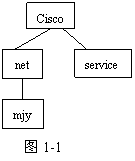 Cisco
net service
mjy
图 1-1